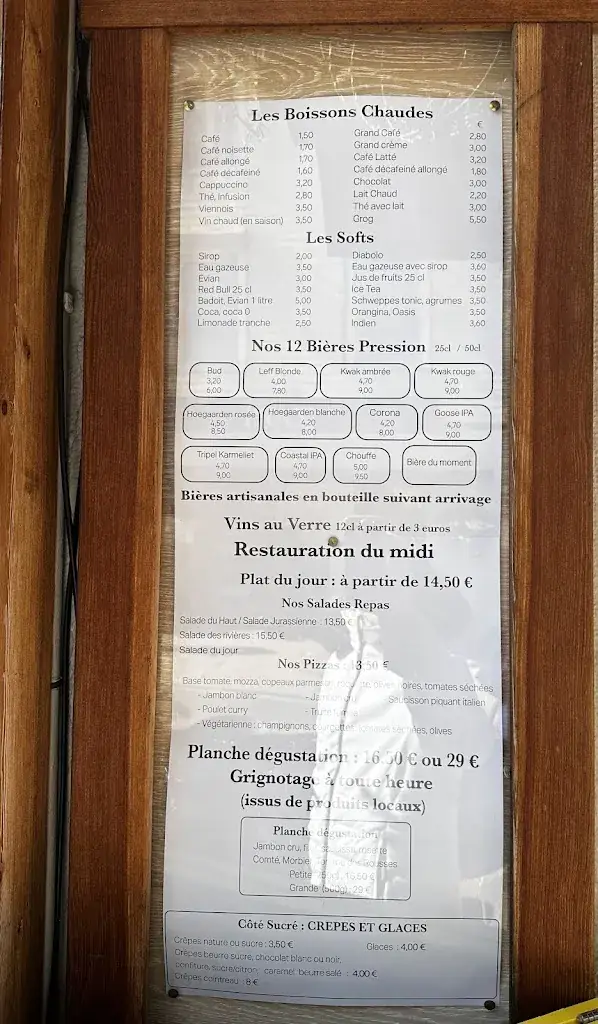 Les Boissons Chaudes
€
Café 1,50 Grand Café 2,80
Café noisette 1,70 Grand crème 3,00
Café allongé 1,70 Café Latté 3,20
Café décafeiné 1,60 Café décafeiné allongé 1,80
Cappuccino 3,20 Chocolat 3,00
Thé, Infusion 2,80 Lait Chaud 2,20
Viennois 3,50 Thé avec lait 3,00
Vin chaud (en saison) 3,50 Grog 5,50
Les Softs
Sirop 2,00 Diabolo 2,50
Eau gazeuse 3,50 Eau gazeuse avec sirop 3,60
Evian 3,00 Jus de fruits 25 cl 3,50
Red Bull 25 cl 3,50 Ice Tea 3,50
Badoit, Evian 1 litre 5,00 Schweppes tonic, agrumes 3,50
Coca, coca 0 3,50 Orangina, Oasis 3,50
Limonade tranche 2,50 Indien 3,60
Nos 12 Bières Pression 25cl / 50cl
Bud Leff Blonde Kwak ambrée Kwak rouge
3,20 4,00 4,70 4,70
6,00 7,80 9,00 9,00
Hoegaarden rosée Hoegaarden blanche Corona Goose IPA
4,50 4,20 4,20 4,70
8,50 8,00 8,00 9,00
Tripel Karmeliet Coastal IPA Chouffe Bière du moment
4,70 4,70 5,00
9,00 9,00 9,50
Bières artisanales en bouteille suivant arrivage
Vins au Verre 12cl à partir de 3 euros
Restauration du midi
Plat du jour : à partir de 14,50 €
Nos Salades Repas
Salade du Haut / Salade Jurassienne : 13,50 €
Salade des rivières : 15,50 €
Salade du jour
Nos Pizzas : 13,50 €
Base tomate, mozza, copeaux parmesan, olives noires, tomates séchées
- Jambon blanc - Jambon cru Saucisson piquant italien
- Poulet curry
- Végétarienne : champignons, courgettes, tomates séchées, olives
Planche dégustation : 16,50 € ou 29 €
Grignotage à toute heure
(issus de produits locaux)
Planche dégustation
Jambon cru, rosette
Comté, Morbier, Rousses
Petite 16,50 €
Grande (500g) : 29 €
Côté Sucré : CREPES ET GLACES
Crêpes nature ou sucre : 3,50 € Glaces : 4,00 €
Crêpes beurre sucre, chocolat blanc ou noir,
confiture, sucre/citron, caramel beurre salé : 4,00 €
Crêpes cointreau : 8 €